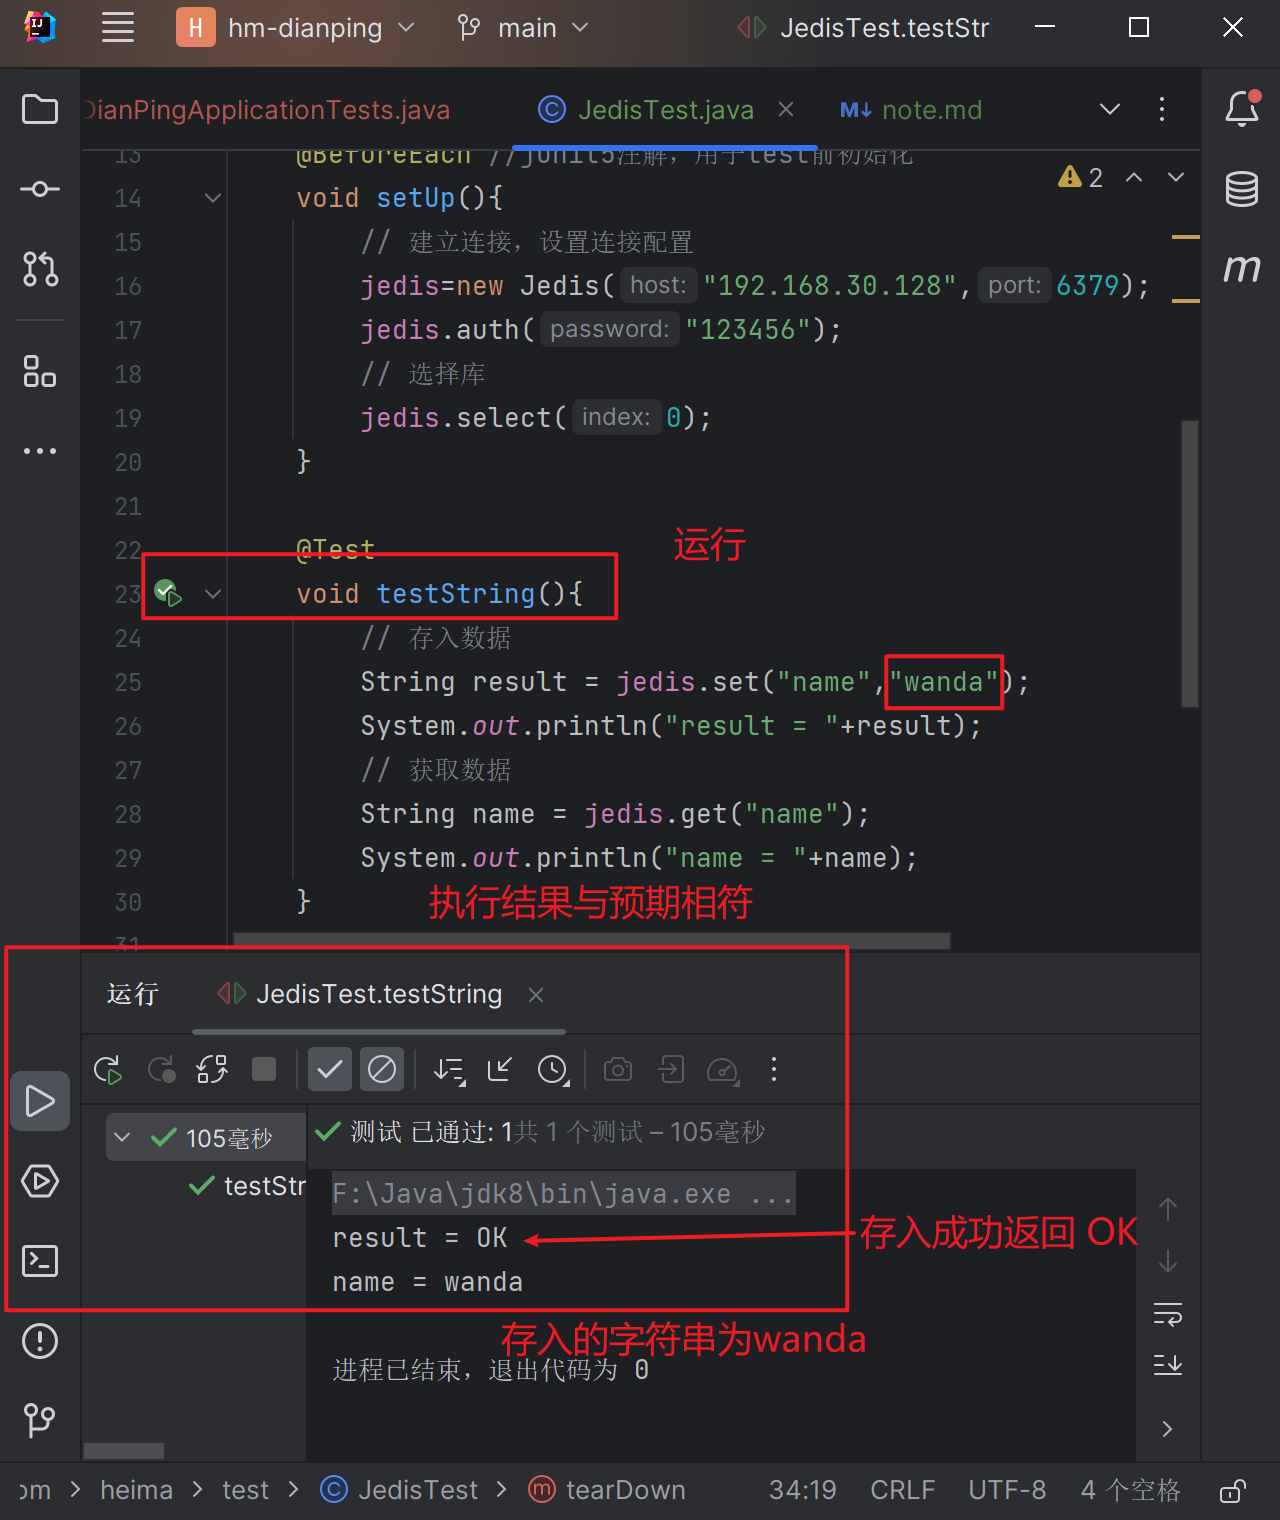 H hm-dianping main JedisTest.testStr
DianPingApplicationTests.java JedisTest.java note.md
13 @BeforeEach //junit5注解，用于test前初始化
2
14 void setUp(){
15 // 建立连接，设置连接配置
16 jedis=new Jedis( host: "192.168.30.128", port: 6379);
17 jedis.auth( password: "123456");
18 // 选择库
19 jedis.select( index: 0);
20 }
21
22 @Test
运行
23 void testString(){
24 // 存入数据
25 String result = jedis.set("name","wanda");
26 System.out.println("result = "+result);
27 // 获取数据
28 String name = jedis.get("name");
29 System.out.println("name = "+name);
30 }
执行结果与预期相符
31
运行 JedisTest.testString
105毫秒
testStr
测试 已通过: 1共 1 个测试 – 105毫秒
F:\Java\jdk8\bin\java.exe ...
result = OK
存入成功返回 OK
name = wanda
存入的字符串为wanda
进程已结束，退出代码为 0
om > heima > test > JedisTest > tearDown 34:19 CRLF UTF-8 4 个空格